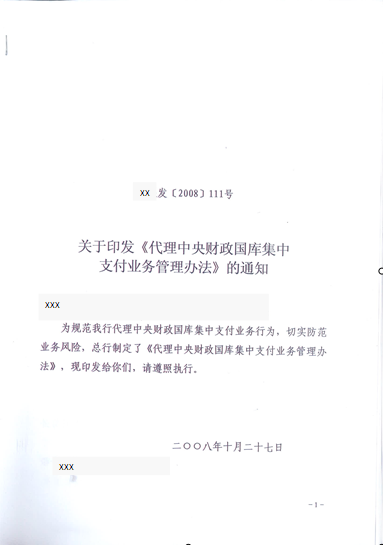 XX 发〔2008〕111号
关于印发《代理中央财政国库集中
支付业务管理办法》的通知
XXX
为规范我行代理中央财政国库集中支付业务行为，切实防范
业务风险，总行制定了《代理中央财政国库集中支付业务管理办
法》，现印发给你们，请遵照执行。
二〇〇八年十月二十七日
XXX
－1－